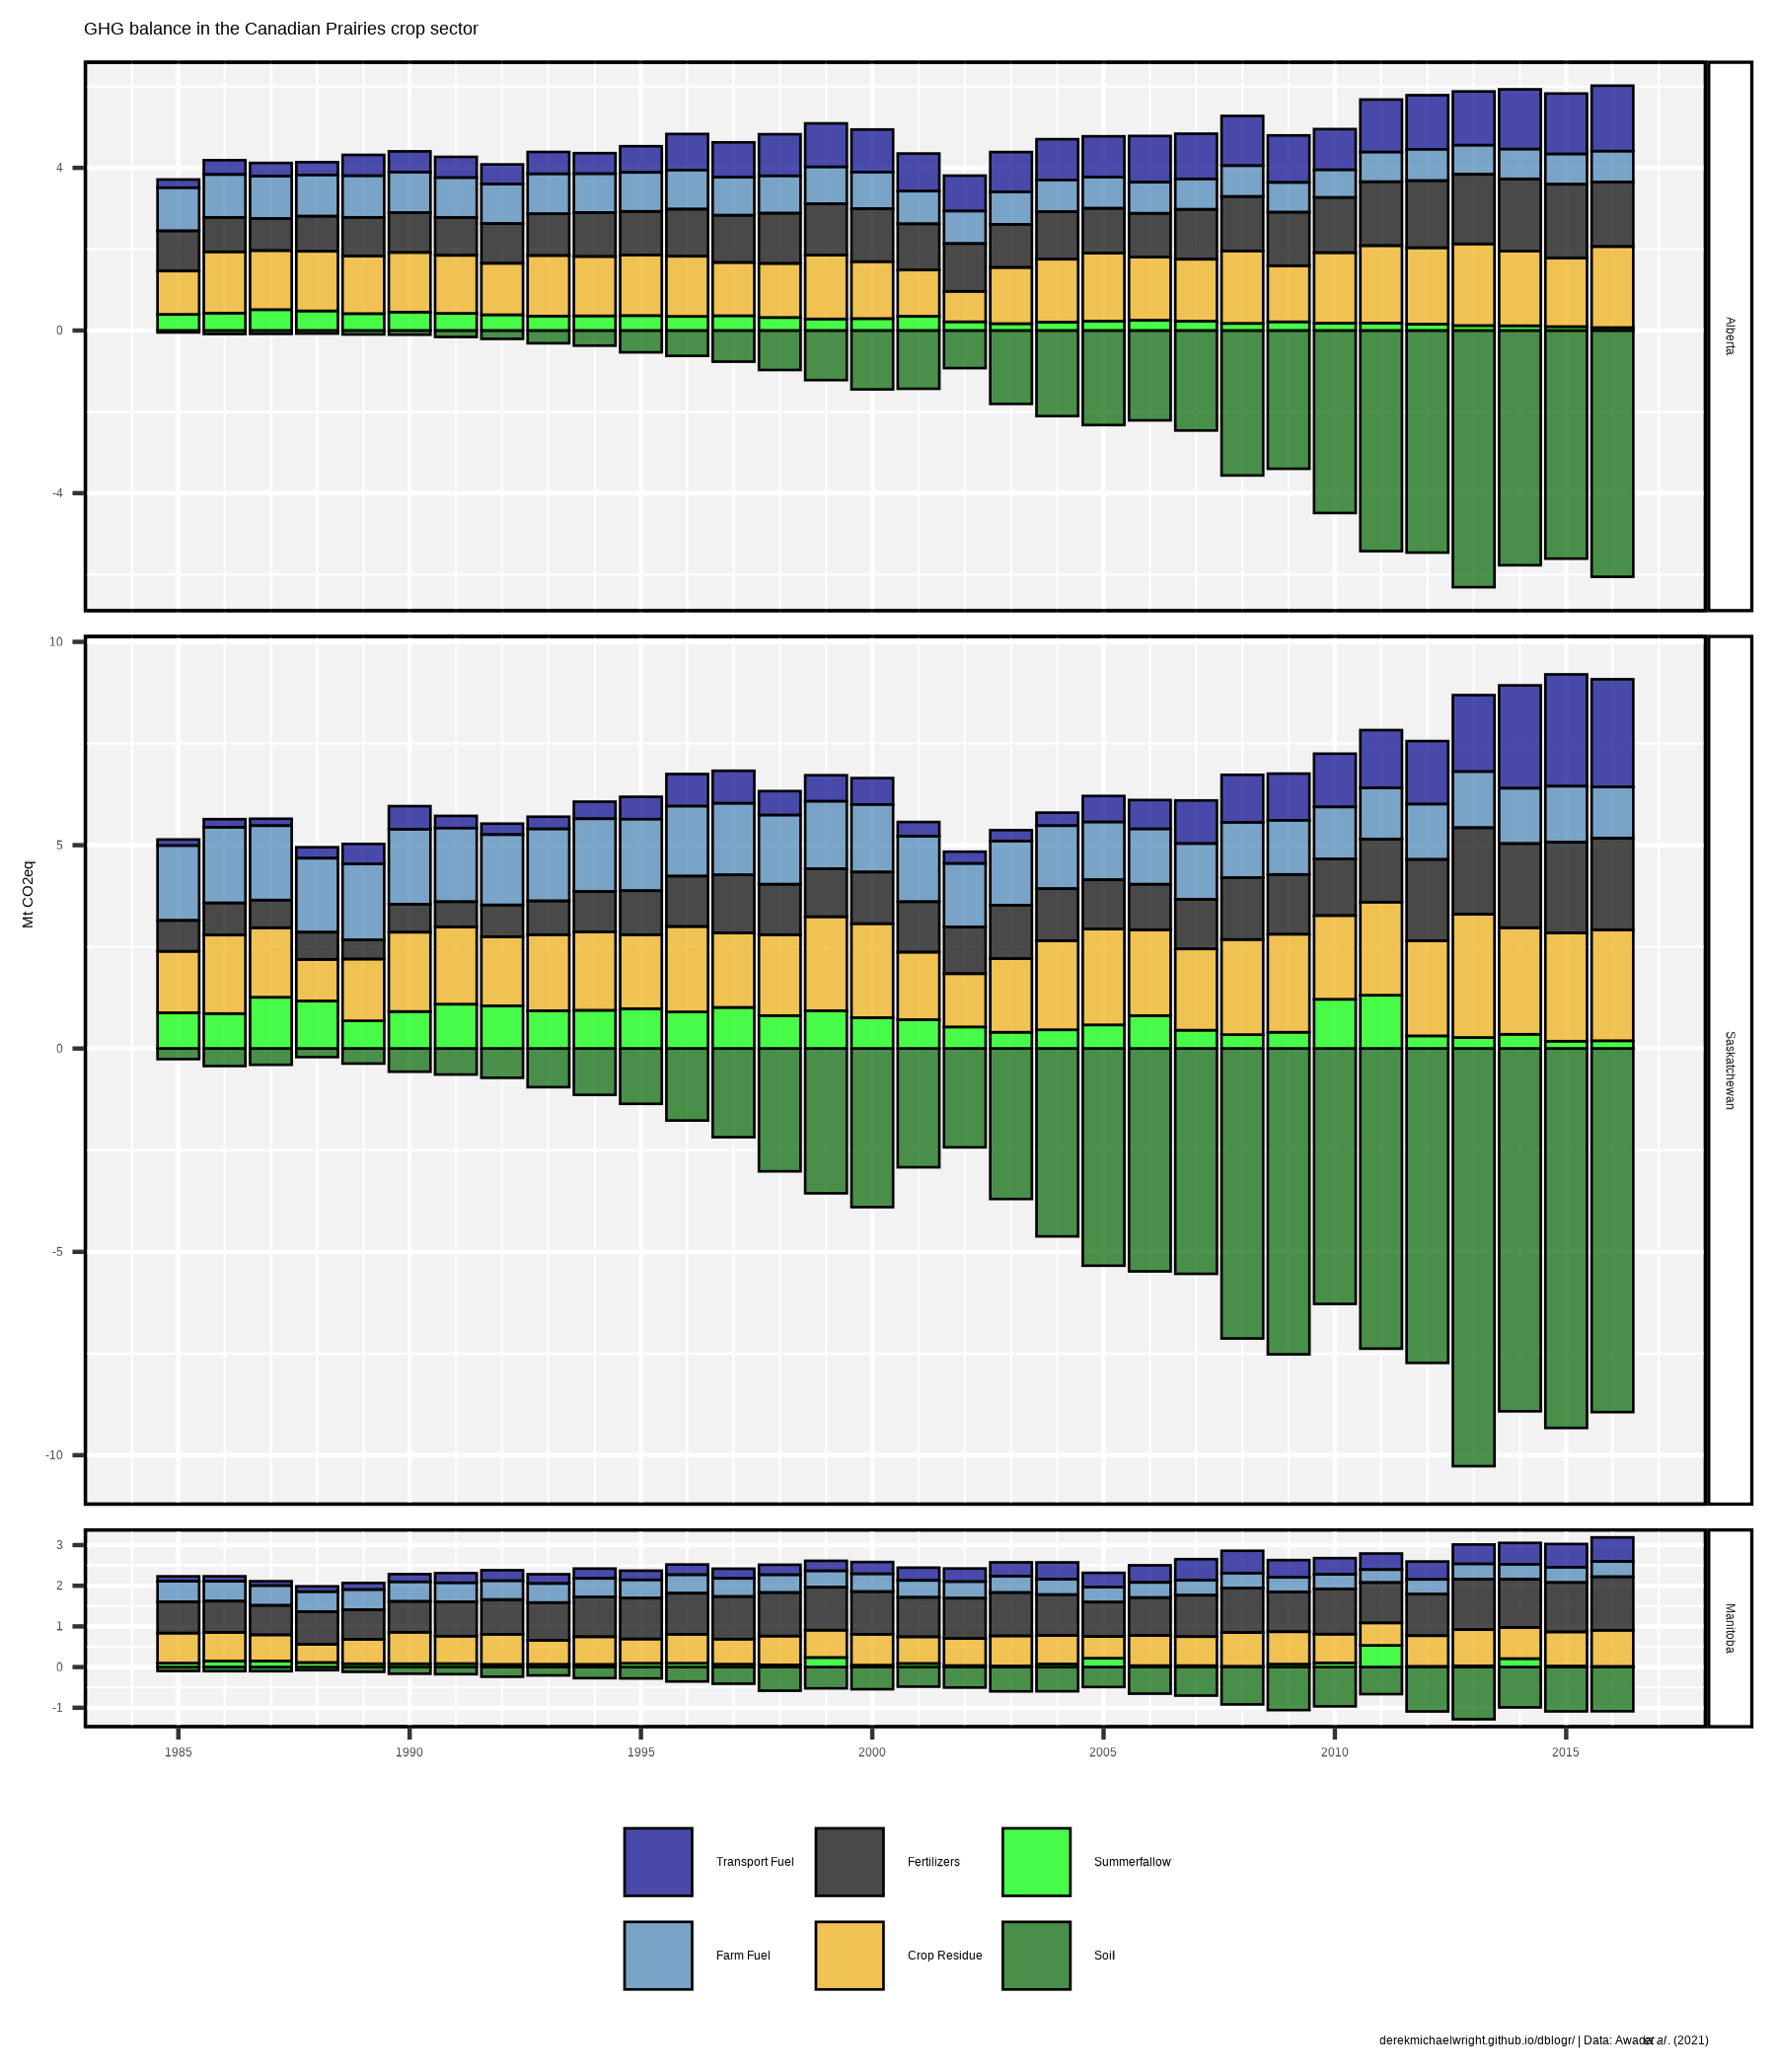 GHG balance in the Canadian Prairies crop sector
4
0
-4
Alberta
Mt CO2eq
10
5
0
-5
-10
Saskatchewan
3
2
1
0
-1
Manitoba
1985 1990 1995 2000 2005 2010 2015
Transport Fuel Fertilizers Summerfallow
Farm Fuel Crop Residue Soil
derekmichaelwright.github.io/dblogr/ | Data: Awada et al. (2021)